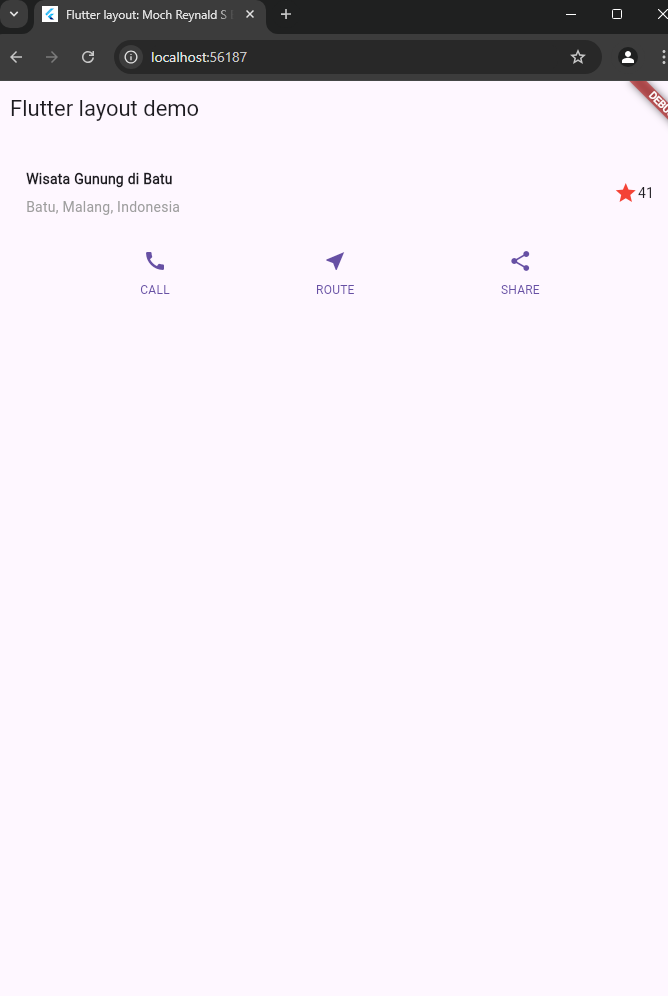 Flutter layout: Moch Reynald S
localhost:56187
Flutter layout demo
Wisata Gunung di Batu
41
Batu, Malang, Indonesia
CALL ROUTE SHARE